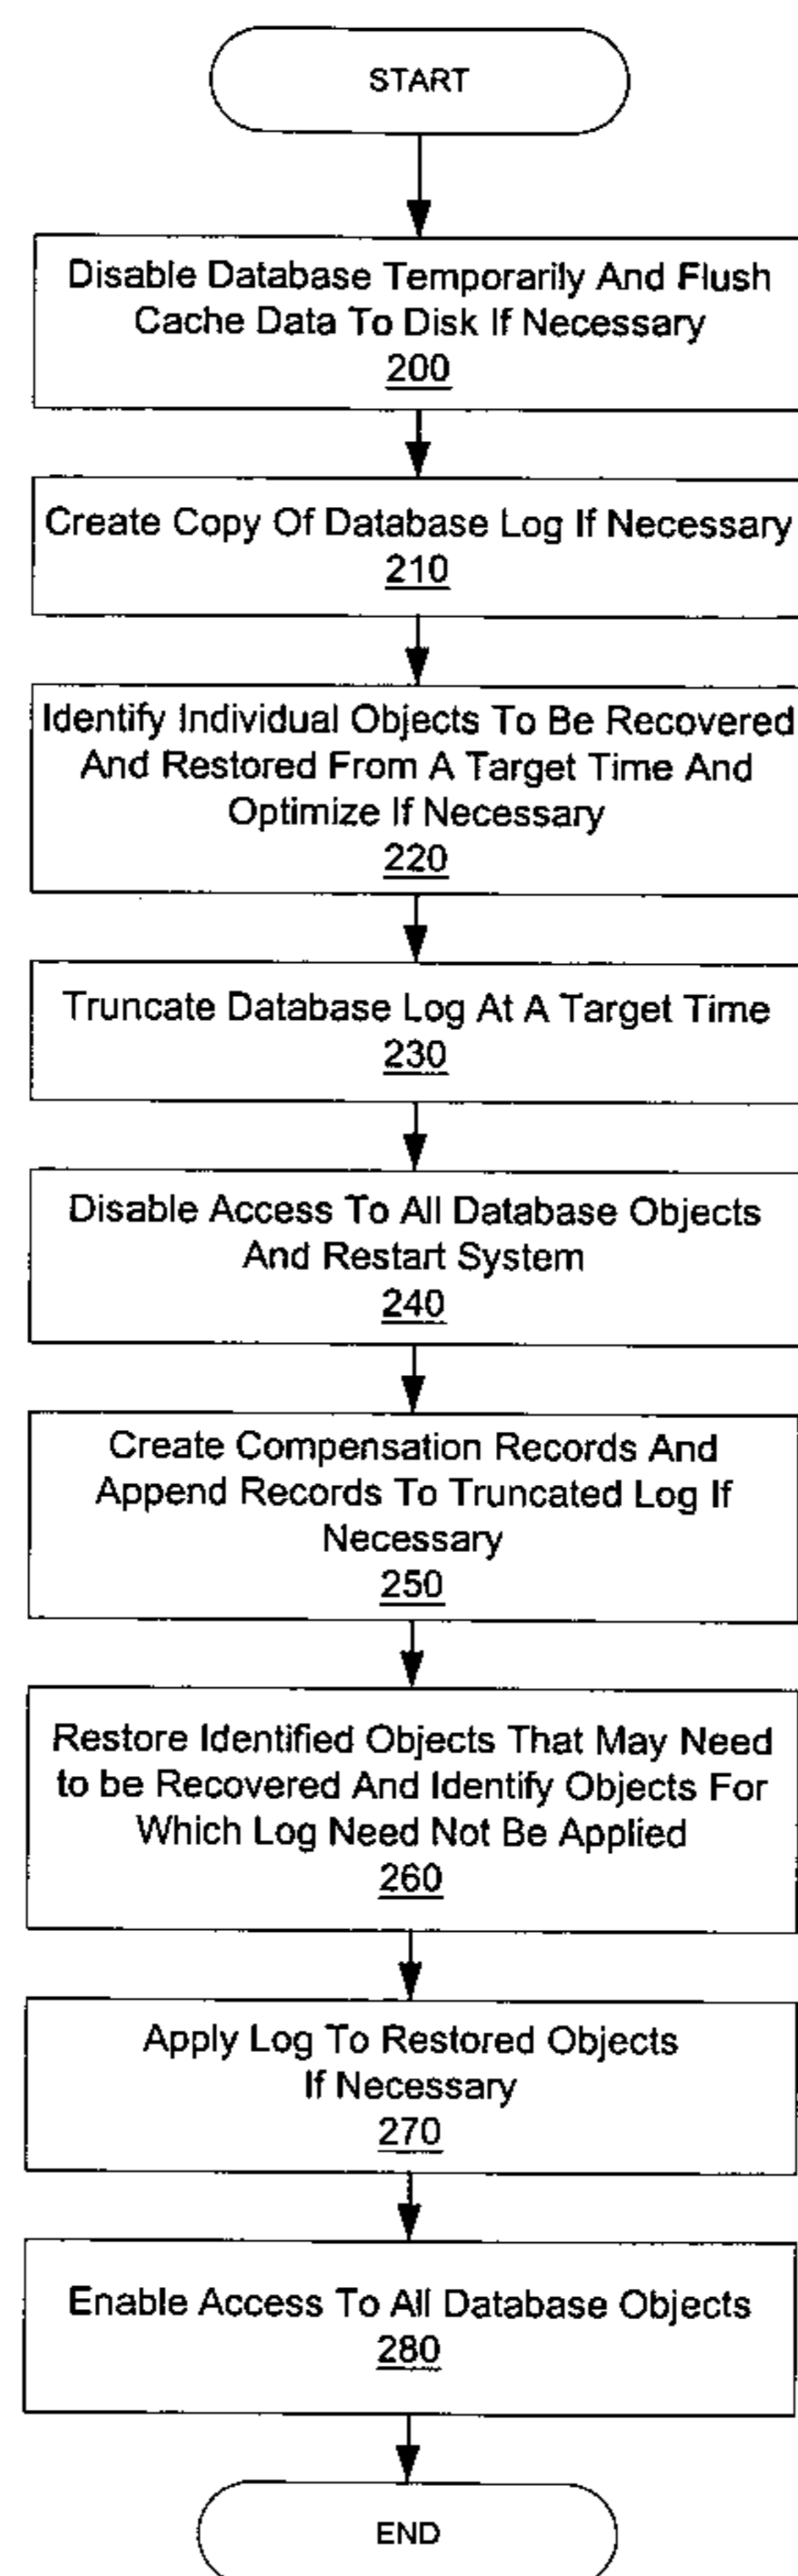 START
Disable Database Temporarily And Flush
Cache Data To Disk If Necessary
200
Create Copy Of Database Log If Necessary
210
Identify Individual Objects To Be Recovered
And Restored From A Target Time And
Optimize If Necessary
220
Truncate Database Log At A Target Time
230
Disable Access To All Database Objects
And Restart System
240
Create Compensation Records And
Append Records To Truncated Log If
Necessary
250
Restore Identified Objects That May Need
to be Recovered And Identify Objects For
Which Log Need Not Be Applied
260
Apply Log To Restored Objects
If Necessary
270
Enable Access To All Database Objects
280
END